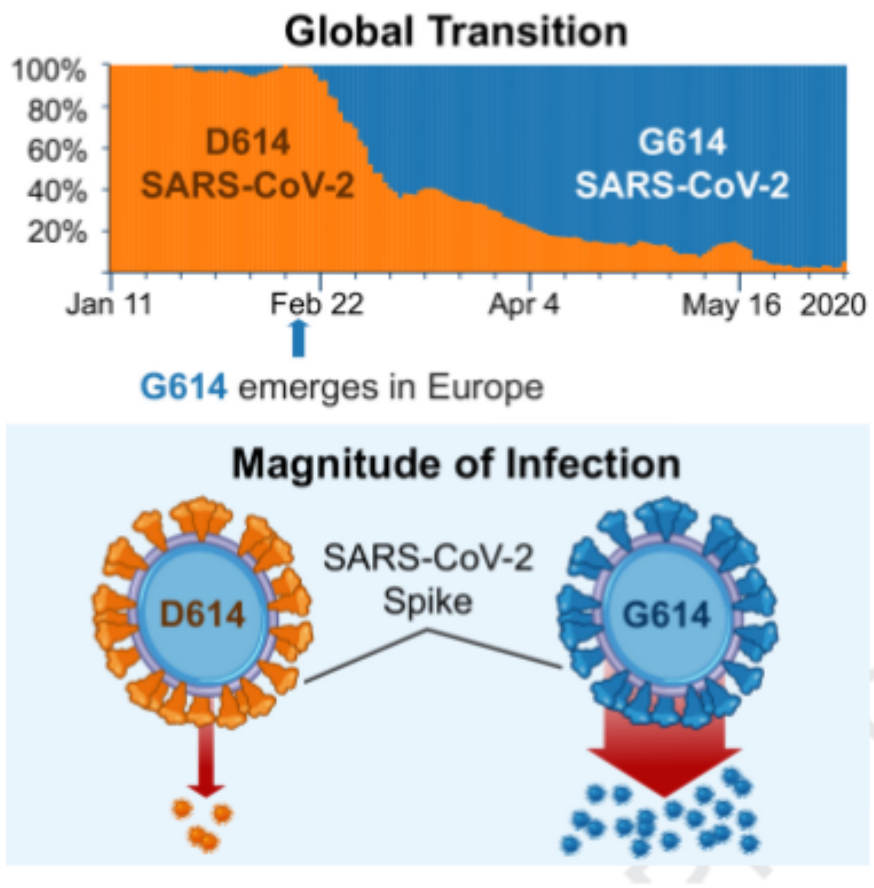 Global Transition
100%
80%
60%
40%
20%
D614
SARS-CoV-2
G614
SARS-CoV-2
Jan 11
Feb 22
Apr 4
May 16
2020
G614 emerges in Europe
Magnitude of Infection
SARS-CoV-2
Spike
D614
G614